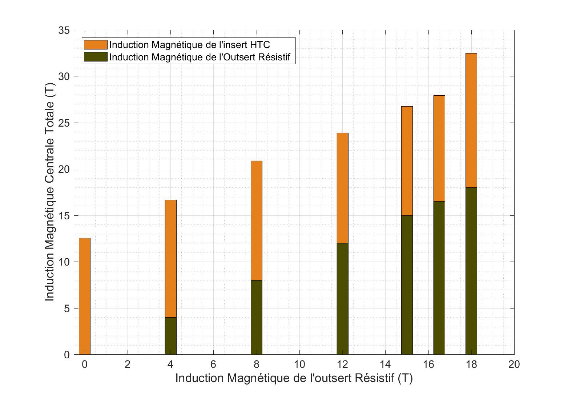 Induction Magnétique de l'insert HTC
Induction Magnétique de l'Outsert Résistif
Induction Magnétique Centrale Totale (T)
35
30
25
20
15
10
5
0
0 2 4 6 8 10 12 14 16 18 20
Induction Magnétique de l'outsert Résistif (T)